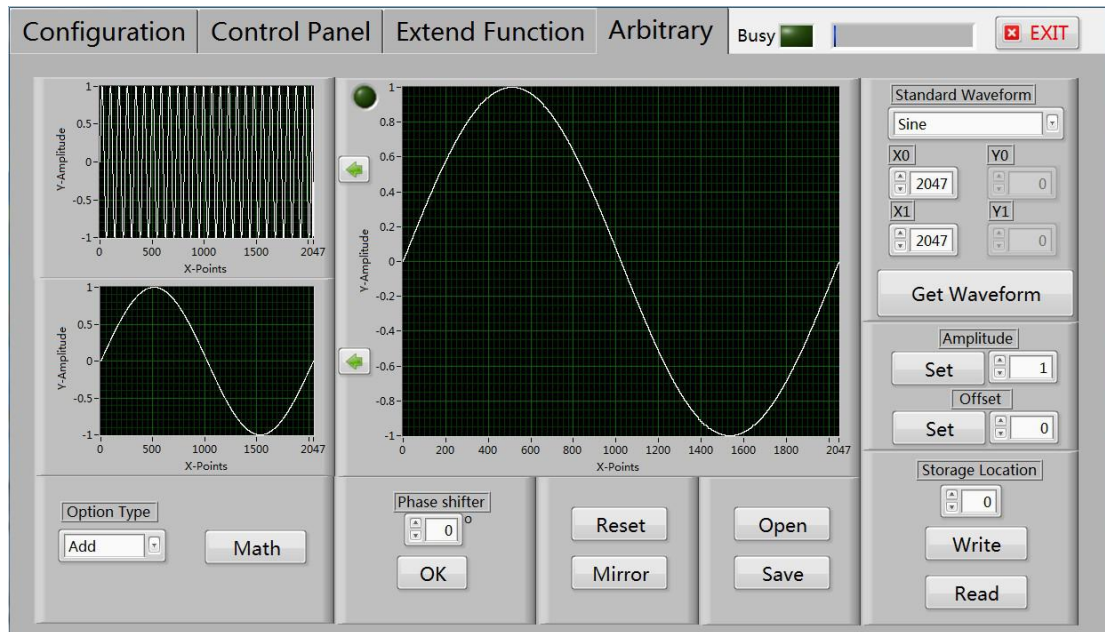 Configuration
Control Panel
Extend Function
Arbitrary
Busy
EXIT
Y-Amplitude
1
0.5
0
-0.5
-1
0
500
1000
1500
2047
X-Points
Y-Amplitude
1
0.5
0
-0.5
-1
0
500
1000
1500
2047
X-Points
Y-Amplitude
1
0.8
0.6
0.4
0.2
0
-0.2
-0.4
-0.6
-0.8
-1
0
200
400
600
800
1000
1200
1400
1600
1800
2047
X-Points
Standard Waveform
Sine
X0
Y0
2047
0
X1
Y1
2047
0
Get Waveform
Amplitude
Set
1
Offset
Set
0
Option Type
Add
Math
Phase shifter
0
o
OK
Reset
Mirror
Open
Save
Storage Location
0
Write
Read